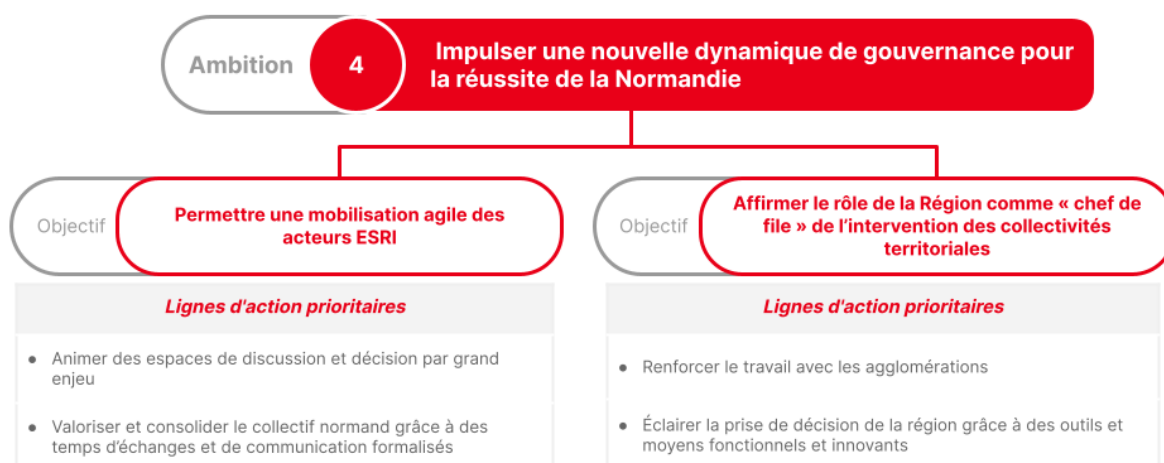 Ambition
4
Impulser une nouvelle dynamique de gouvernance pour
la réussite de la Normandie
Objectif
Permettre une mobilisation agile des
acteurs ESRI
Lignes d'action prioritaires
● Animer des espaces de discussion et décision par grand
enjeu
● Valoriser et consolider le collectif normand grâce à des
temps d'échanges et de communication formalisés
Objectif
Affirmer le rôle de la Région comme « chef de
file » de l'intervention des collectivités
territoriales
Lignes d'action prioritaires
● Renforcer le travail avec les agglomérations
● Éclairer la prise de décision de la région grâce à des outils et
moyens fonctionnels et innovants